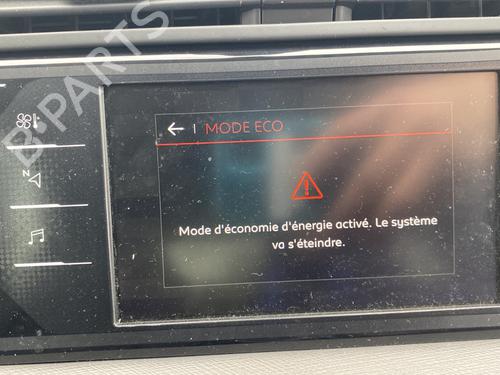 B-PARTS
← | MODE ECO
N
Mode d'économie d'énergie activé. Le système
va s'éteindre.